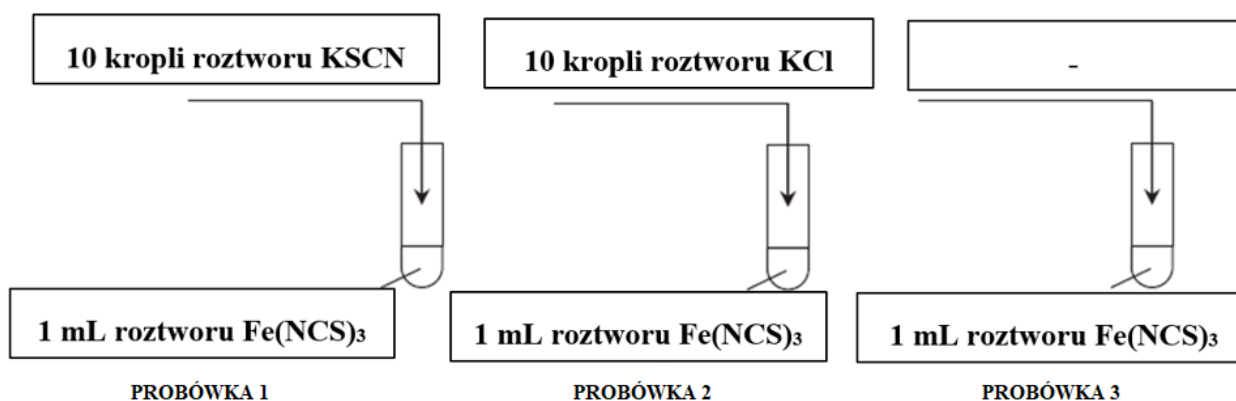 10 kropli roztworu KSCN
10 kropli roztworu KCl
-
1 mL roztworu Fe(NCS)₃
1 mL roztworu Fe(NCS)₃
1 mL roztworu Fe(NCS)₃
PROBÓWKA 1
PROBÓWKA 2
PROBÓWKA 3